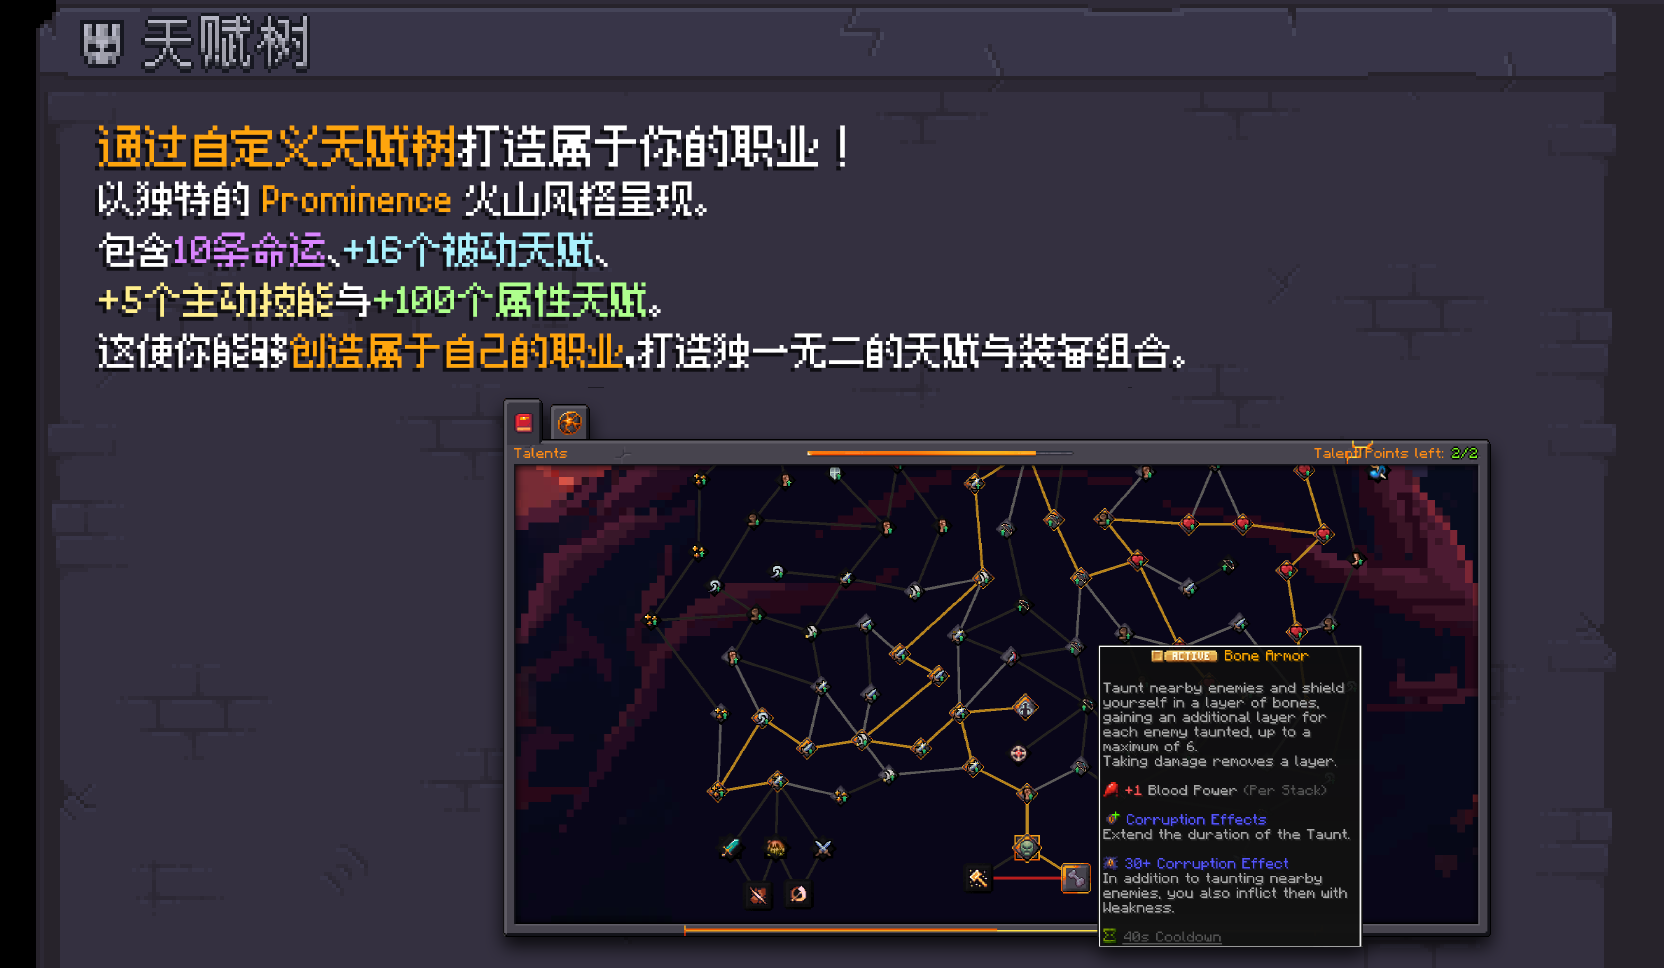 天赋树
通过自定义天赋树打造属于你的职业！
以独特的 Prominence 火山风格呈现。
包含10条命运、+16个被动天赋、
+5个主动技能与+100个属性天赋。
这使你能够创造属于自己的职业,打造独一无二的天赋与装备组合。
Talents
Talent Points left: 2/2
ACTIVE Bone Armor
Taunt nearby enemies and shield
yourself in a layer of bones,
gaining an additional layer for
each enemy taunted, up to a
maximum of 6.
Taking damage removes a layer.
+1 Blood Power (Per Stack)
Corruption Effects
Extend the duration of the Taunt.
30+ Corruption Effect
In addition to taunting nearby
enemies, you also inflict them with
Weakness.
40s Cooldown